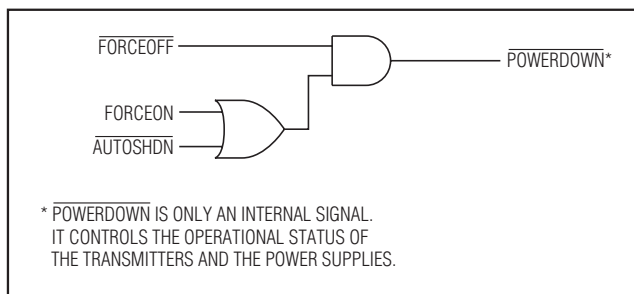 FORCEOFF
POWERDOWN*
FORCEON
AUTOSHDN
* POWERDOWN IS ONLY AN INTERNAL SIGNAL.
IT CONTROLS THE OPERATIONAL STATUS OF
THE TRANSMITTERS AND THE POWER SUPPLIES.